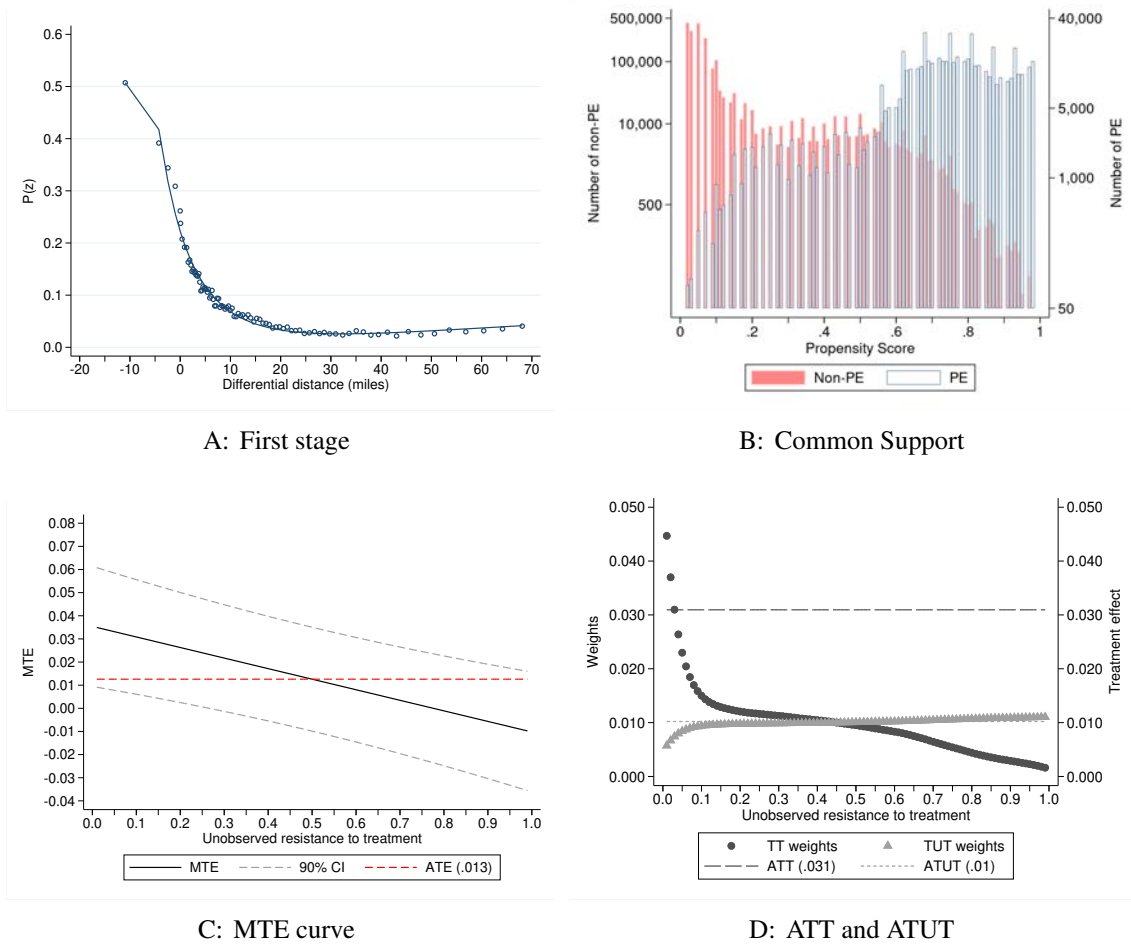 0.6
0.5
0.4
0.3
0.2
0.1
0.0
P(z)
-20 -10 0 10 20 30 40 50 60 70
Differential distance (miles)
A: First stage
500,000
100,000
10,000
500
Number of non-PE
40,000
5,000
1,000
50
Number of PE
0 .2 .4 .6 .8 1
Propensity Score
Non-PE PE
B: Common Support
0.08
0.07
0.06
0.05
0.04
0.03
0.02
0.01
0.00
-0.01
-0.02
-0.03
-0.04
MTE
0.0 0.1 0.2 0.3 0.4 0.5 0.6 0.7 0.8 0.9 1.0
Unobserved resistance to treatment
MTE 90% CI ATE (.013)
C: MTE curve
0.050
0.040
0.030
0.020
0.010
0.000
Weights
0.050
0.040
0.030
0.020
0.010
0.000
Treatment effect
0.0 0.1 0.2 0.3 0.4 0.5 0.6 0.7 0.8 0.9 1.0
Unobserved resistance to treatment
TT weights TUT weights
ATT (.031) ATUT (.01)
D: ATT and ATUT